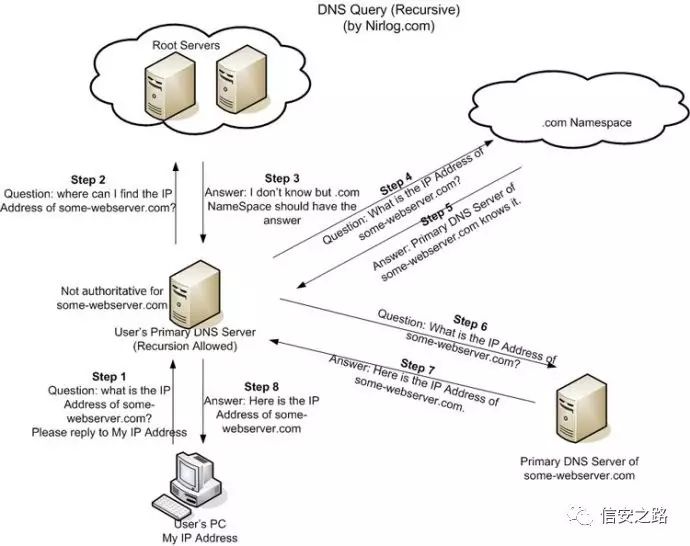 DNS Query (Recursive)
(by Nirlog.com)
Root Servers
.com Namespace
Step 2
Question: where can I find the IP
Address of some-webserver.com?
Step 3
Answer: I don't know but .com
NameSpace should have the
answer
Step 4
Question: What is the IP Address of
some-webserver.com?
Step 5
Answer: Primary DNS Server of
some-webserver.com knows it.
Not authoritative for
some-webserver.com
User's Primary DNS Server
(Recursion Allowed)
Step 6
Question: What is the IP Address of
some-webserver.com?
Step 7
Answer: Here is the IP Address of
some-webserver.com.
Step 1
Question: what is the IP
Address of some-
webserver.com?
Please reply to My IP Address
Step 8
Answer: Here is the IP
Address of some-
webserver.com
Primary DNS Server of
some-webserver.com
User's PC
My IP Address
信安之路